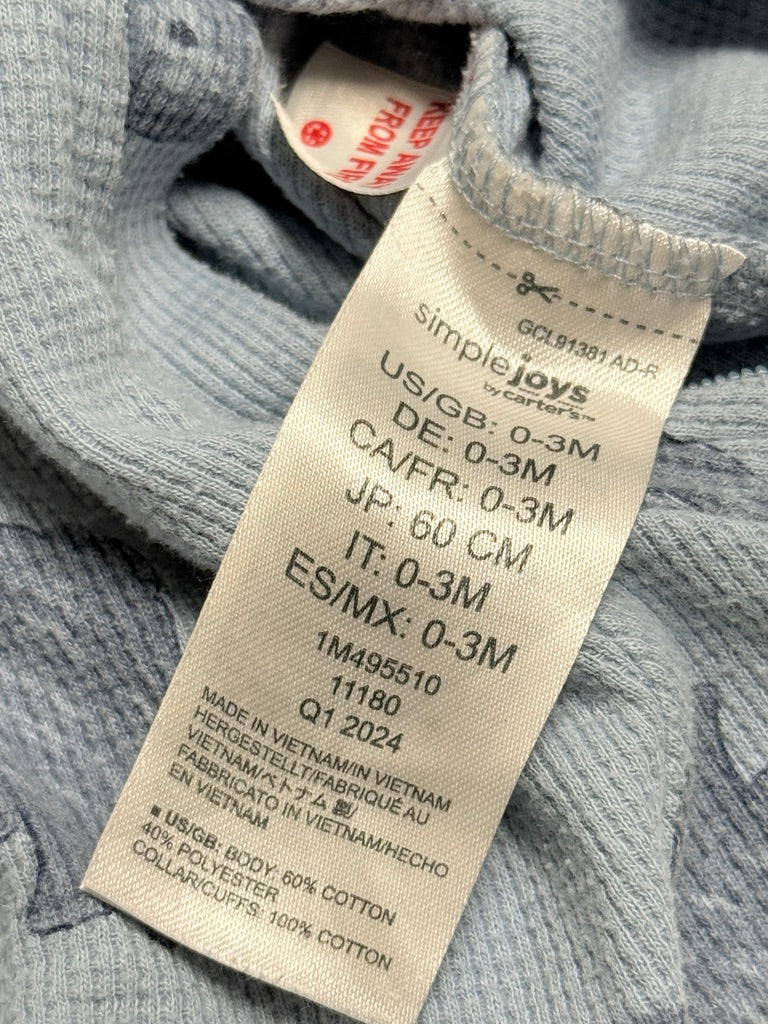 KEEP AWAY
FROM FI
GCL91381 AD-R
simple joys
by carter's™
US/GB: 0-3M
DE: 0-3M
CA/FR: 0-3M
JP: 60 CM
IT: 0-3M
ES/MX: 0-3M
1M495510
11180
Q1 2024
MADE IN VIETNAM/IN VIETNAM
HERGESTELLT/FABRIQUÉ AU
VIETNAM/ベトナム 製/
FABBRICATO IN VIETNAM/HECHO
EN VIETNAM
▪ US/GB: BODY: 60% COTTON
40% POLYESTER
COLLAR/CUFFS: 100% COTTON